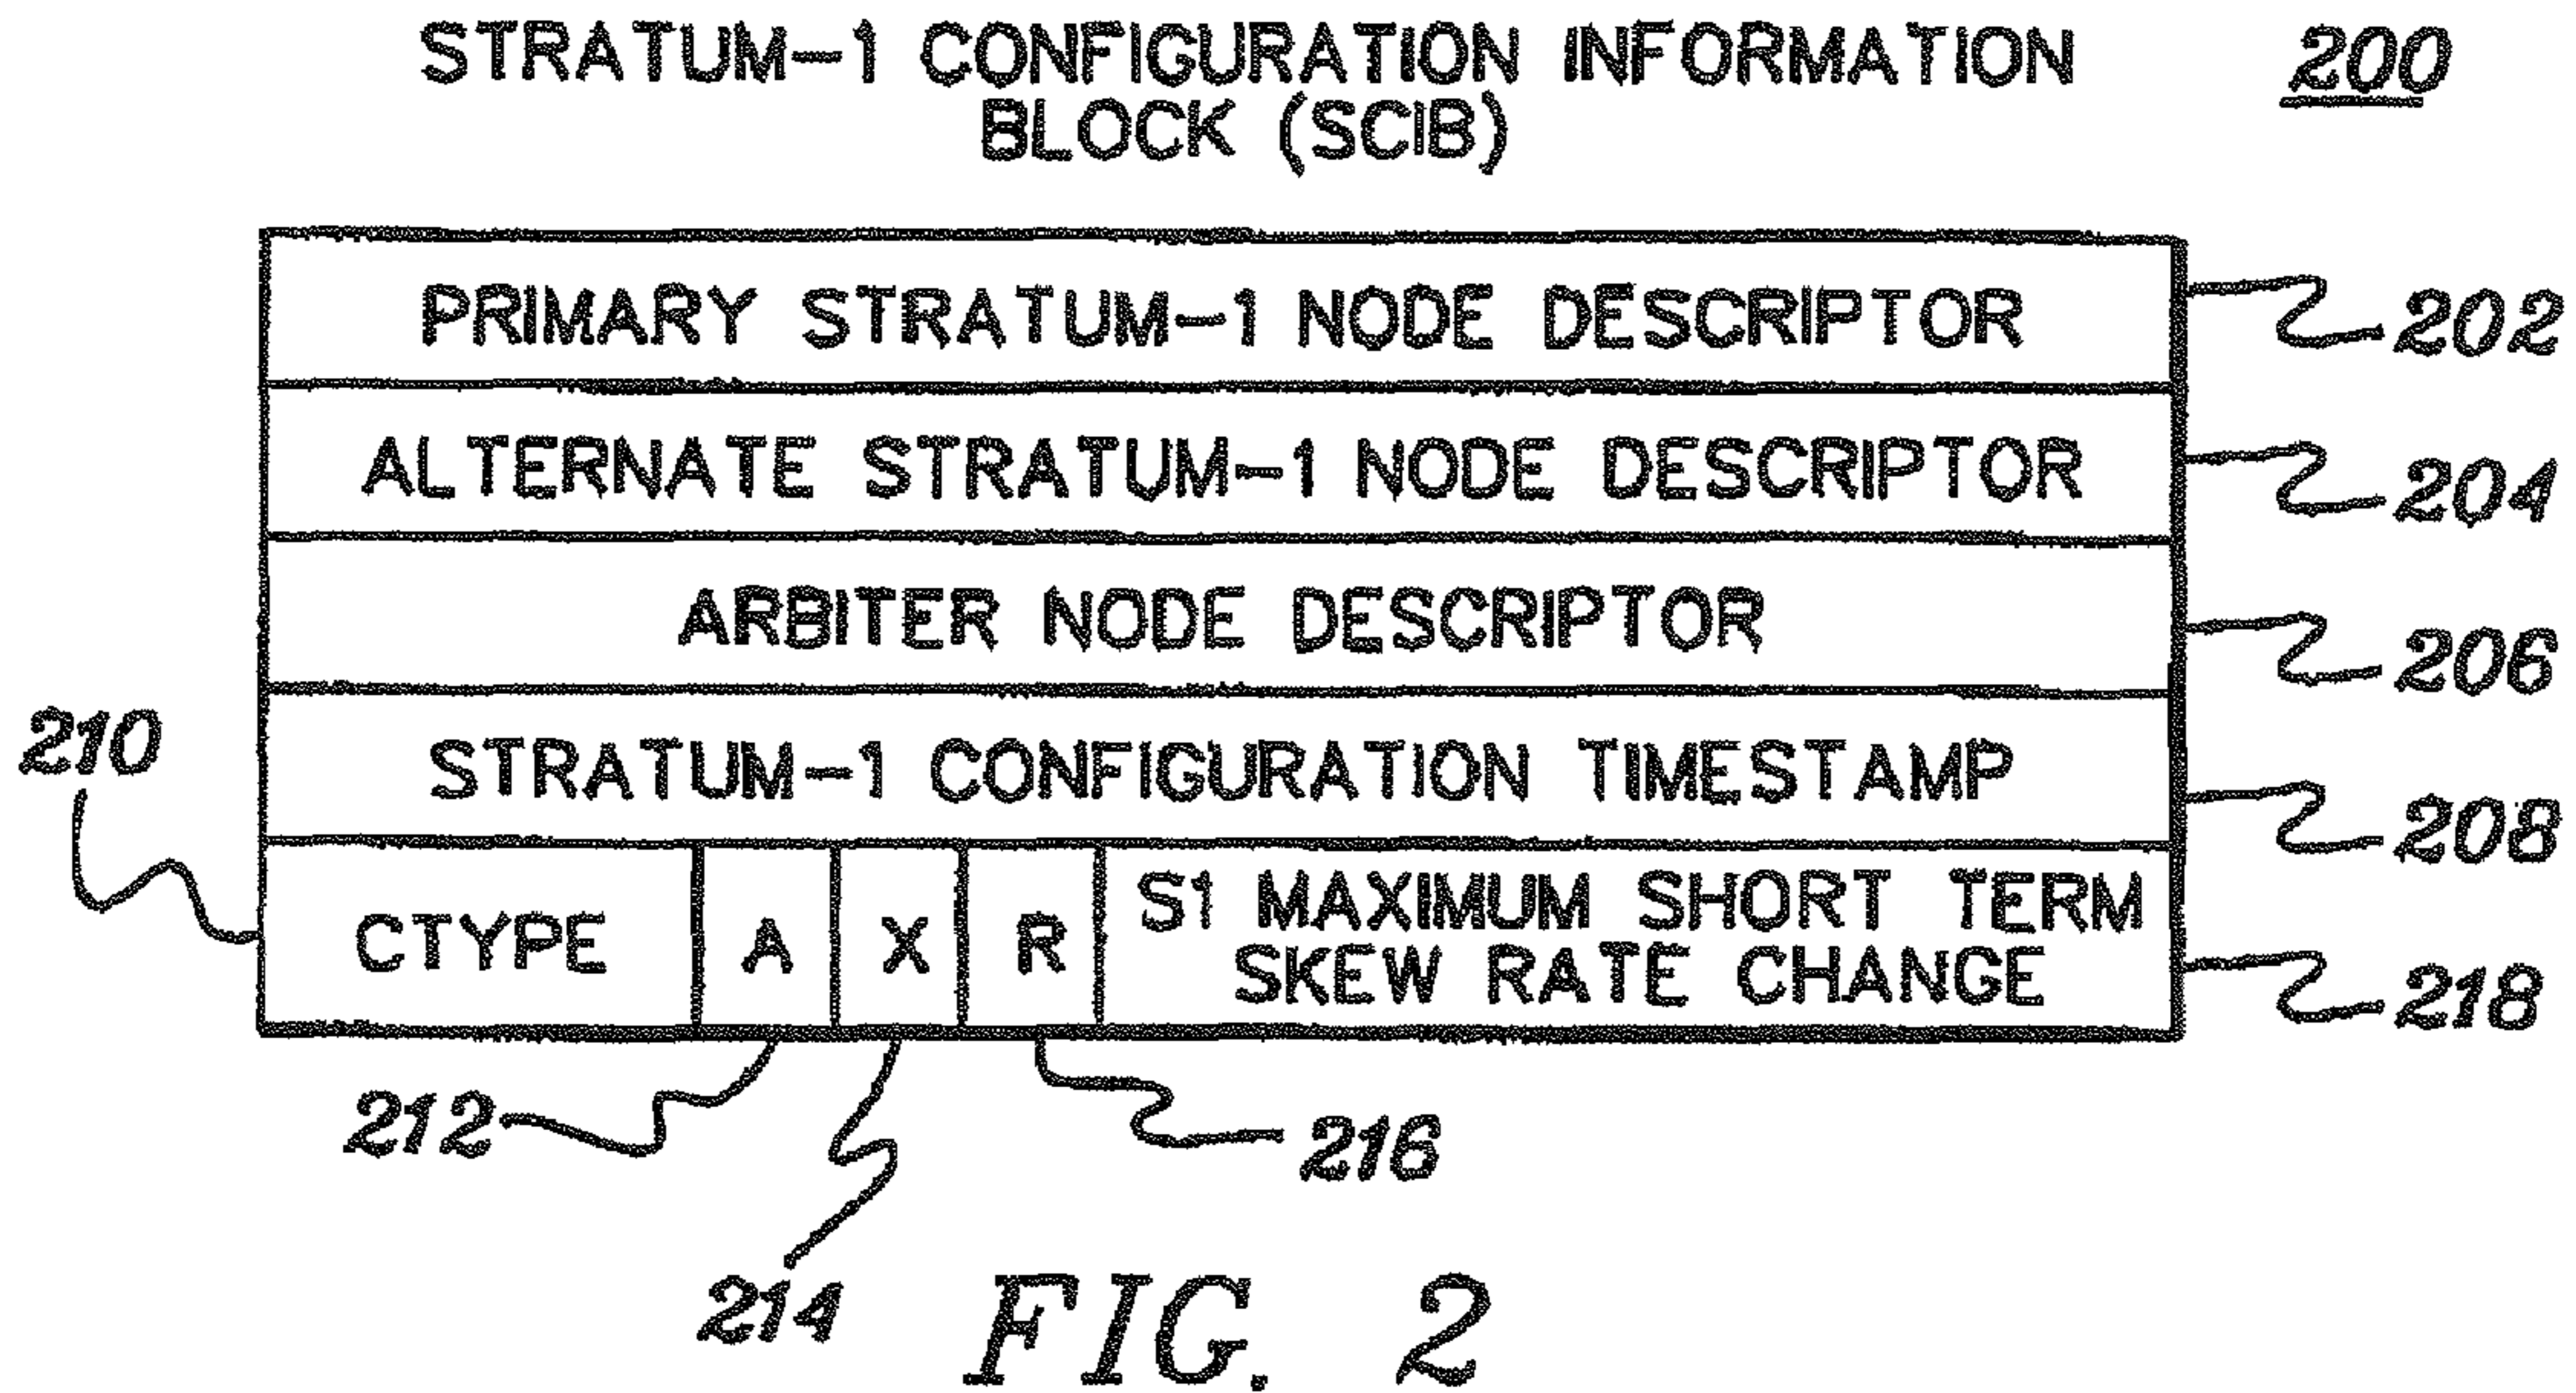 STRATUM-1 CONFIGURATION INFORMATION
BLOCK (SCIB)
200
PRIMARY STRATUM-1 NODE DESCRIPTOR
202
ALTERNATE STRATUM-1 NODE DESCRIPTOR
204
ARBITER NODE DESCRIPTOR
206
210
STRATUM-1 CONFIGURATION TIMESTAMP
208
CTYPE
A
X
R
S1 MAXIMUM SHORT TERM
SKEW RATE CHANGE
218
212
214
216
FIG. 2